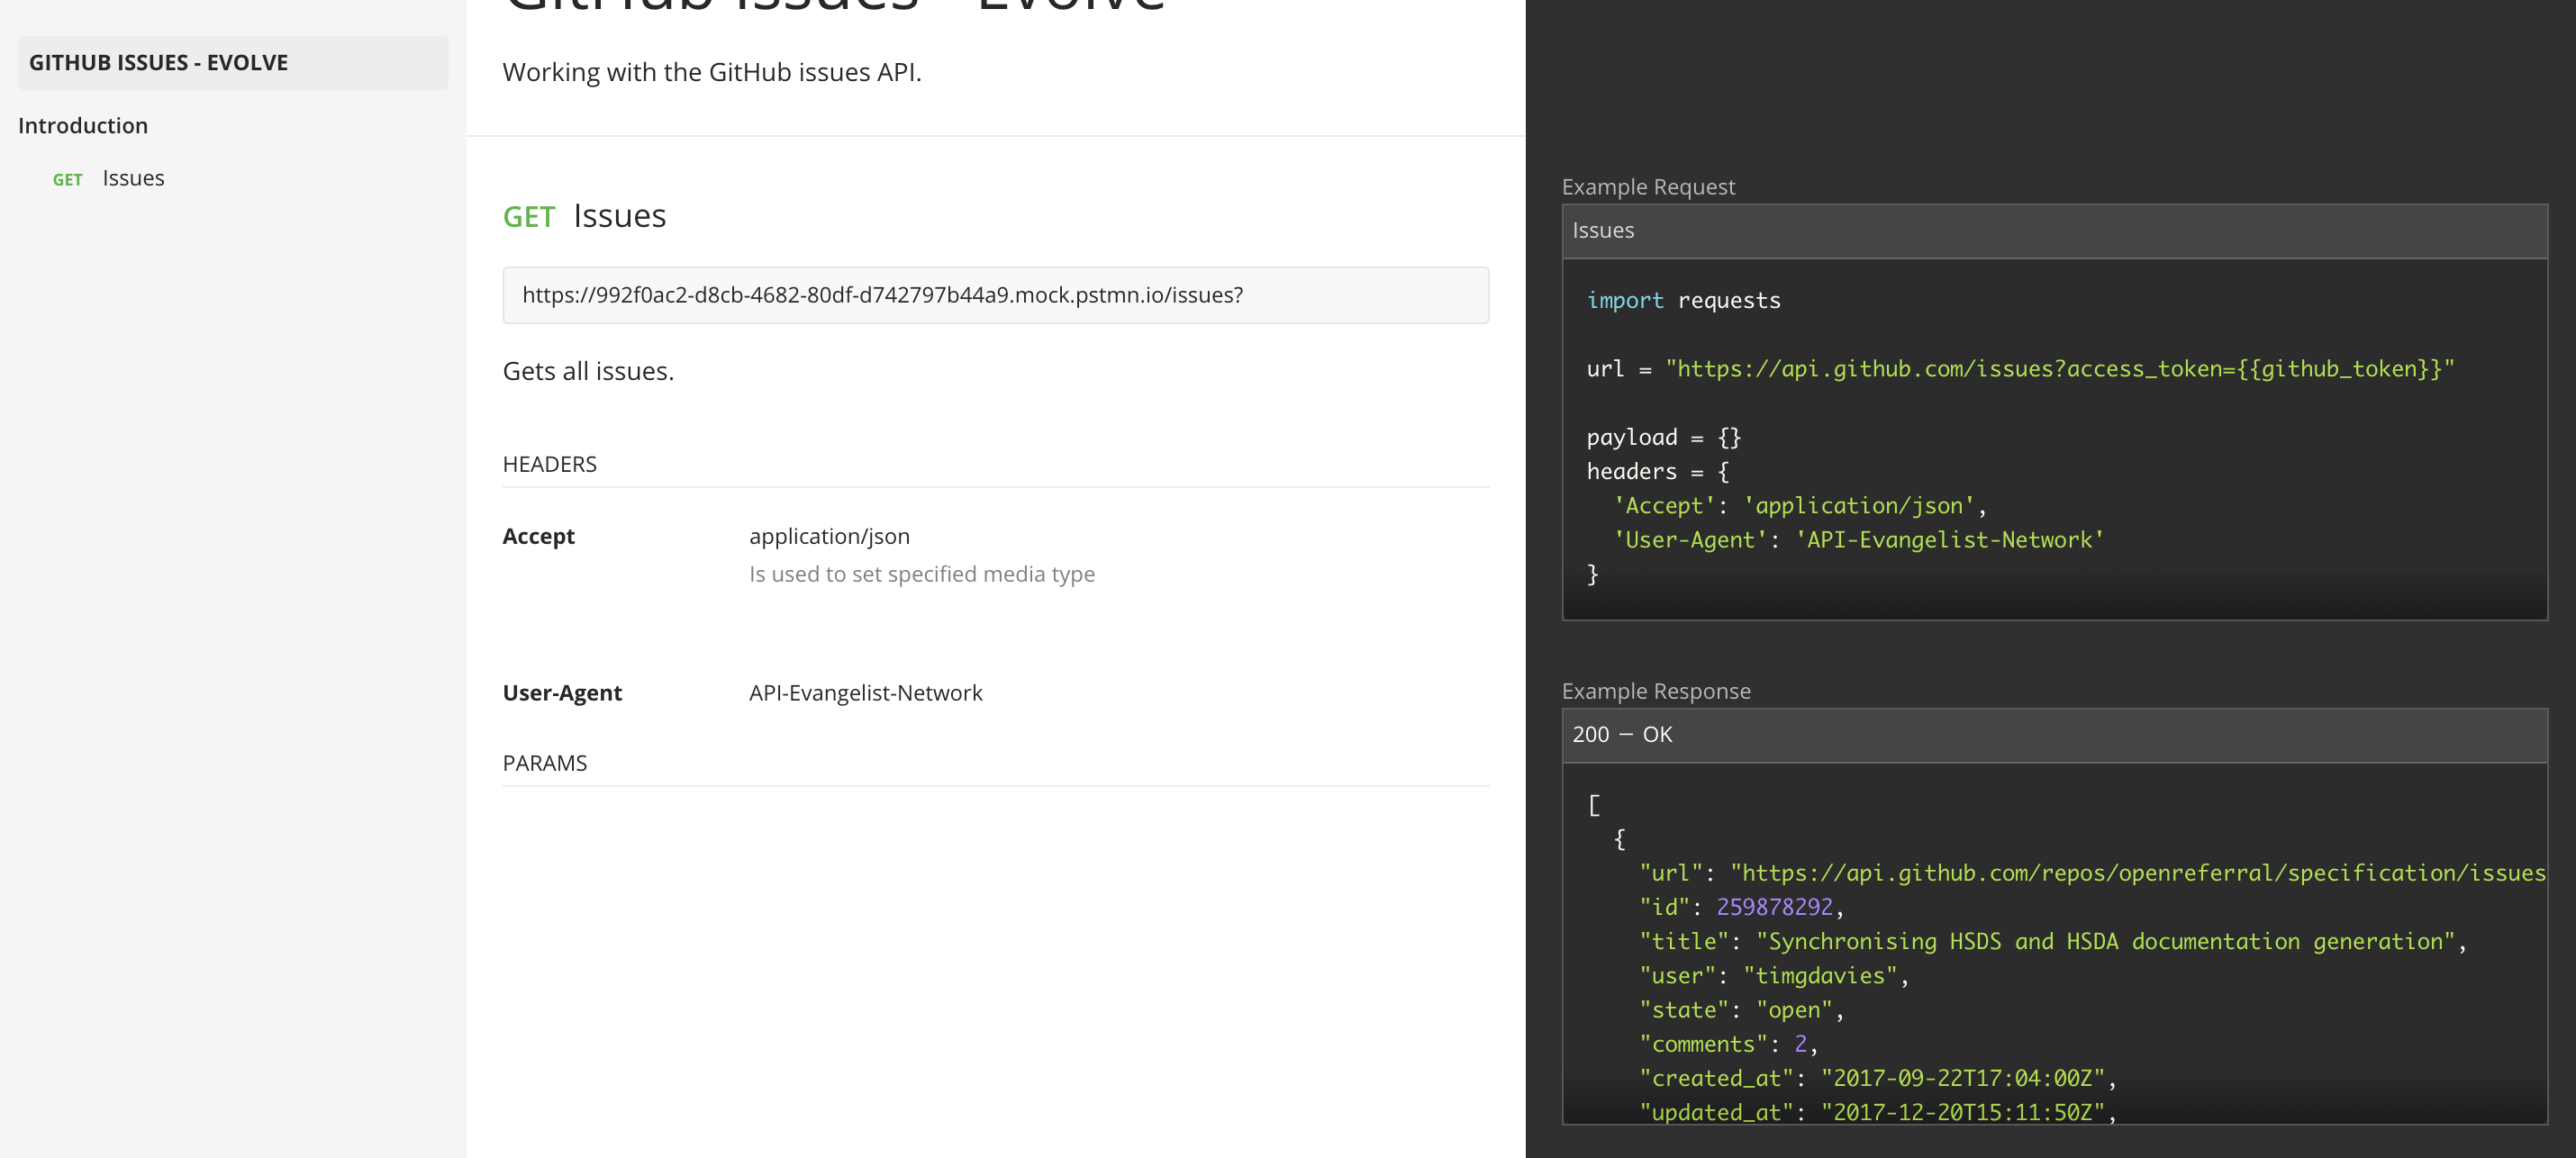 GITHUB ISSUES - EVOLVE
Introduction
GET Issues
GitHub Issues - Evolve
Working with the GitHub issues API.
GET Issues
https://992f0ac2-d8cb-4682-80df-d742797b44a9.mock.pstmn.io/issues?
Gets all issues.
HEADERS
Accept application/json
Is used to set specified media type
User-Agent API-Evangelist-Network
PARAMS
Example Request
Issues
import requests
url = "https://api.github.com/issues?access_token={{github_token}}"
payload = {}
headers = {
  'Accept': 'application/json',
  'User-Agent': 'API-Evangelist-Network'
}
Example Response
200 — OK
[
  {
    "url": "https://api.github.com/repos/openreferral/specification/issues
    "id": 259878292,
    "title": "Synchronising HSDS and HSDA documentation generation",
    "user": "timgdavies",
    "state": "open",
    "comments": 2,
    "created_at": "2017-09-22T17:04:00Z",
    "updated_at": "2017-12-20T15:11:50Z",